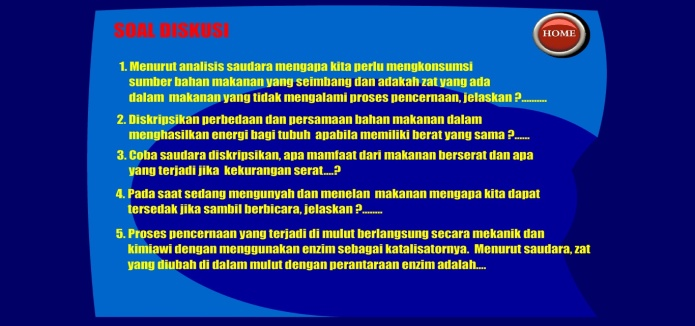 SOAL DISKUSI
HOME
1. Menurut analisis saudara mengapa kita perlu mengkonsumsi
sumber bahan makanan yang seimbang dan adakah zat yang ada
dalam makanan yang tidak mengalami proses pencernaan, jelaskan ?..........
2. Diskripsikan perbedaan dan persamaan bahan makanan dalam
menghasilkan energi bagi tubuh apabila memiliki berat yang sama ?......
3. Coba saudara diskripsikan, apa mamfaat dari makanan berserat dan apa
yang terjadi jika kekurangan serat....?
4. Pada saat sedang mengunyah dan menelan makanan mengapa kita dapat
tersedak jika sambil berbicara, jelaskan ?........
5. Proses pencernaan yang terjadi di mulut berlangsung secara mekanik dan
kimiawi dengan menggunakan enzim sebagai katalisatornya. Menurut saudara, zat
yang diubah di dalam mulut dengan perantaraan enzim adalah....